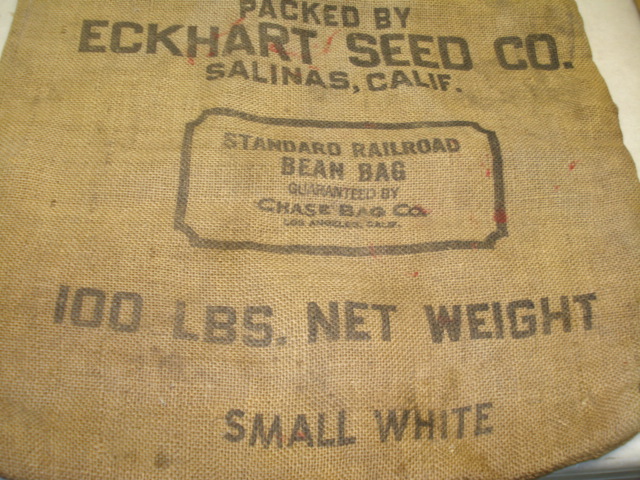 PACKED BY
ECKHART SEED CO.
SALINAS, CALIF.
STANDARD RAILROAD
BEAN BAG
GUARANTEED BY
CHASE BAG CO.
LOS ANGELES, CALIF.
100 LBS. NET WEIGHT
SMALL WHITE